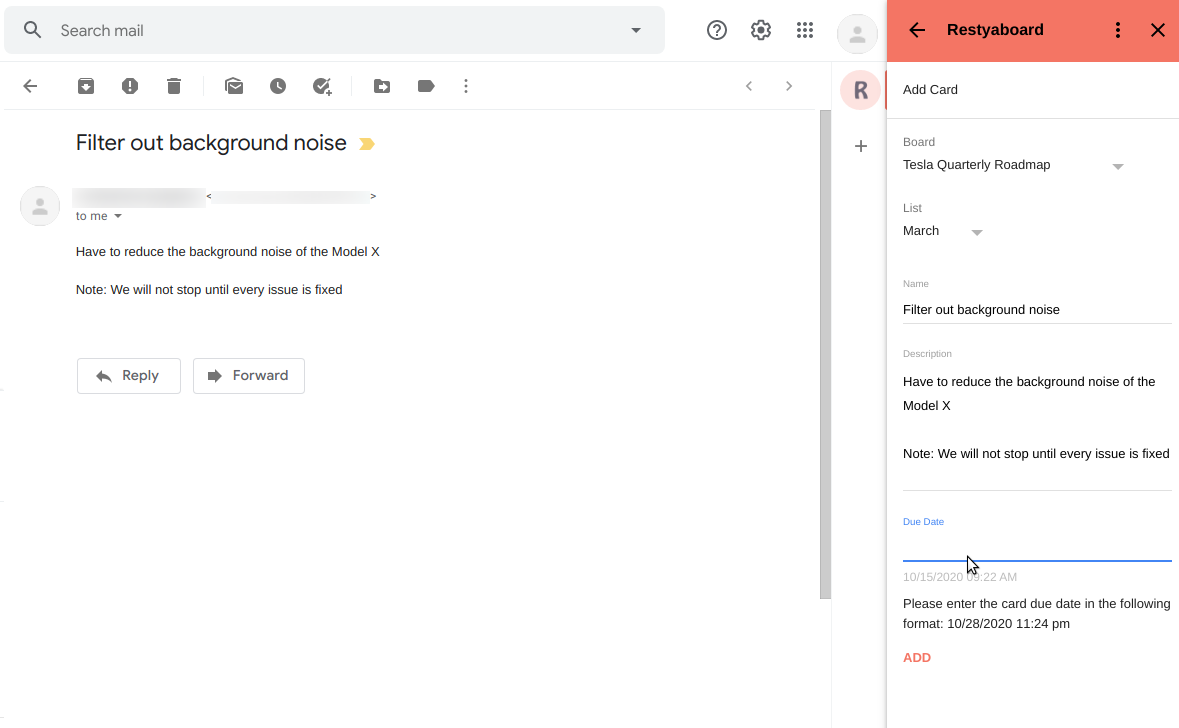 Search mail
Filter out background noise
< >
to me
Have to reduce the background noise of the Model X
Note: We will not stop until every issue is fixed
Reply
Forward
R
Restyaboard
Add Card
Board
Tesla Quarterly Roadmap
List
March
Name
Filter out background noise
Description
Have to reduce the background noise of the
Model X
Note: We will not stop until every issue is fixed
Due Date
10/15/2020 09:22 AM
Please enter the card due date in the following
format: 10/28/2020 11:24 pm
ADD